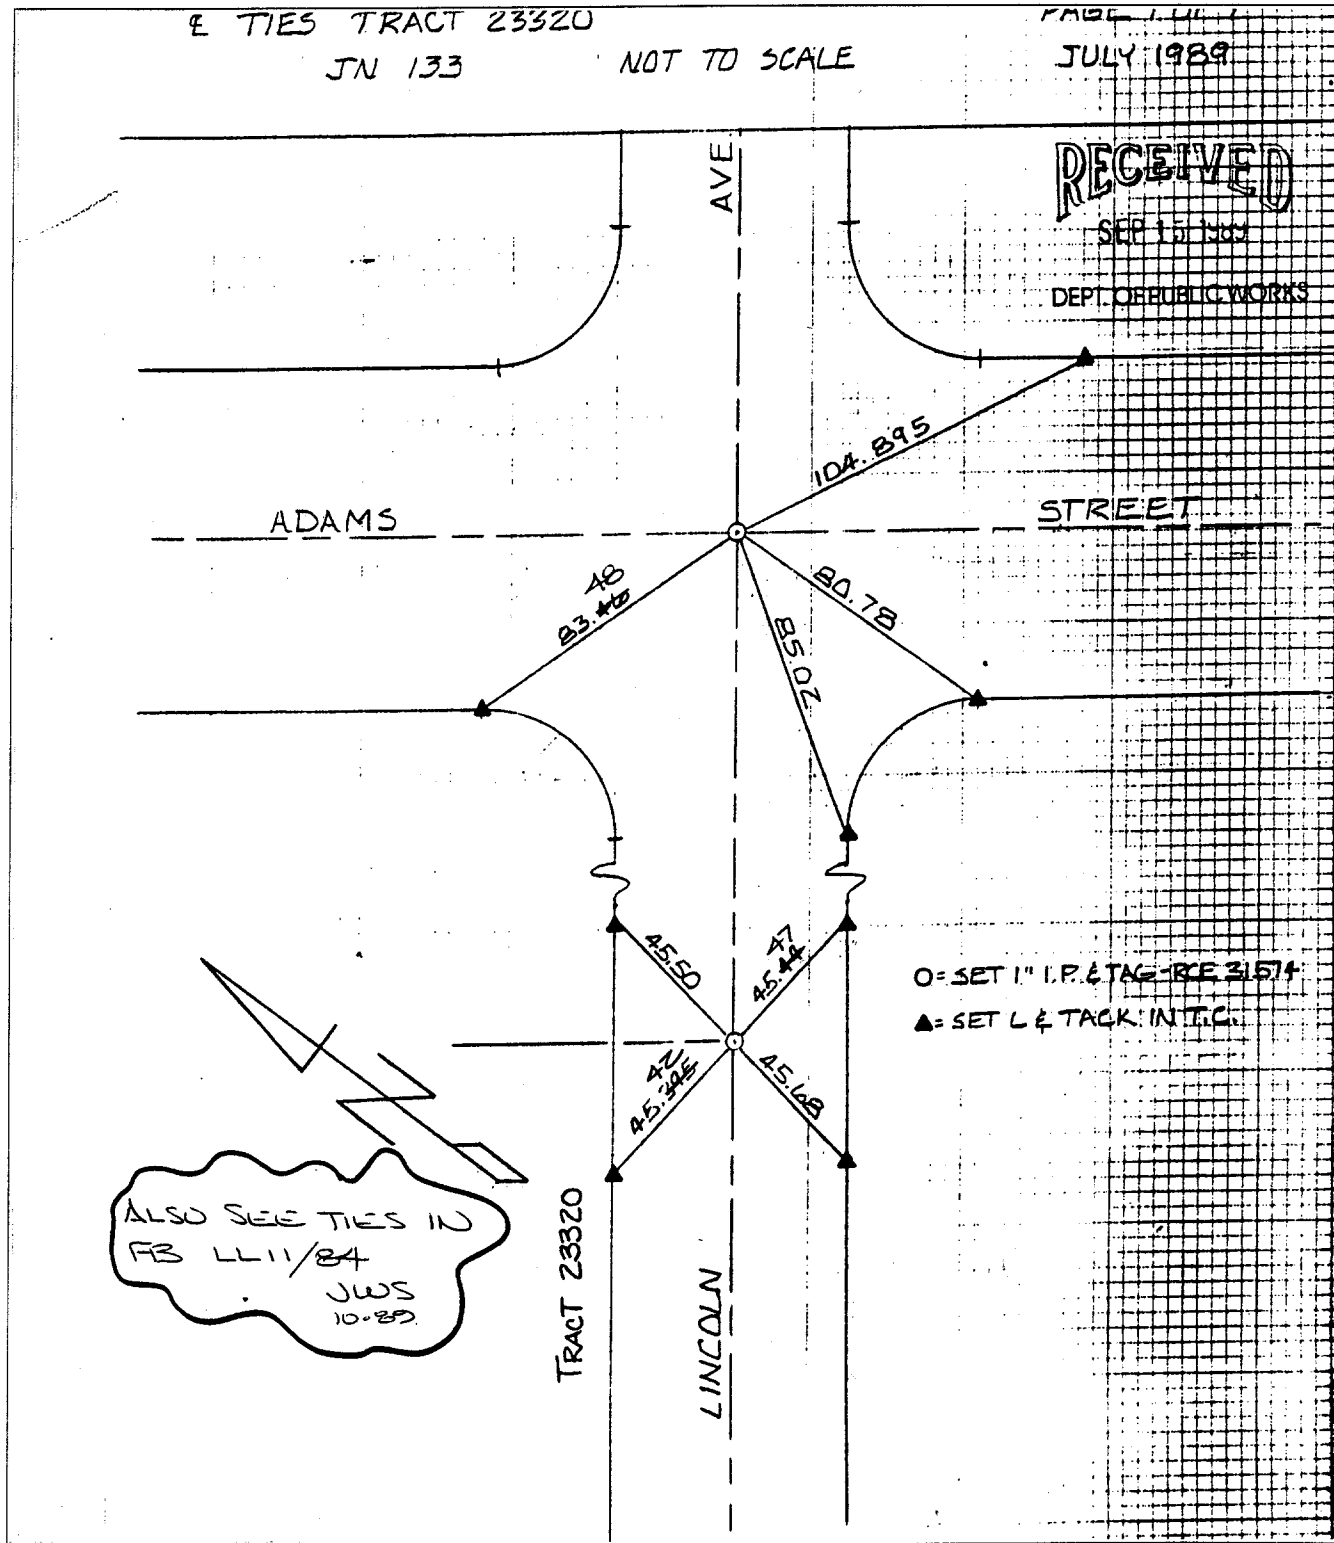 ℄ TIES TRACT 23320
JN 133
NOT TO SCALE
JULY 1989
RECEIVED
SEP 15 1989
DEPT. OF PUBLIC WORKS
AVE
104.895
ADAMS
STREET
48
83.46
80.78
85.02
45.50
47
45.44
O = SET 1" I.P. & TAG RCE 31574
▲ = SET L & TACK IN T.C.
42
45.395
45.68
ALSO SEE TIES IN
FB LL11/84
JWS
10-89
TRACT 23320
LINCOLN